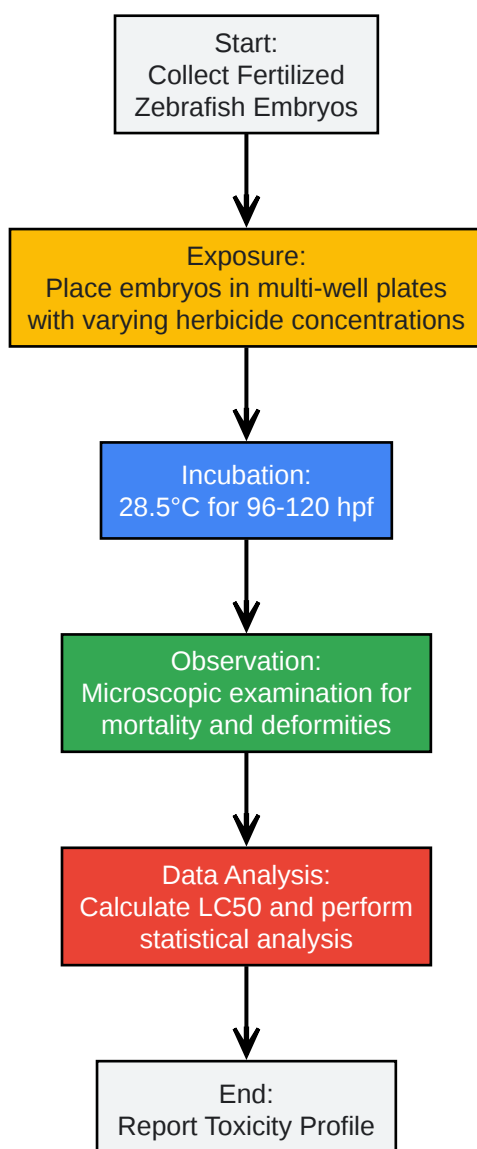 Start:
Collect Fertilized
Zebrafish Embryos
Exposure:
Place embryos in multi-well plates
with varying herbicide concentrations
Incubation:
28.5°C for 96-120 hpf
Observation:
Microscopic examination for
mortality and deformities
Data Analysis:
Calculate LC50 and perform
statistical analysis
End:
Report Toxicity Profile